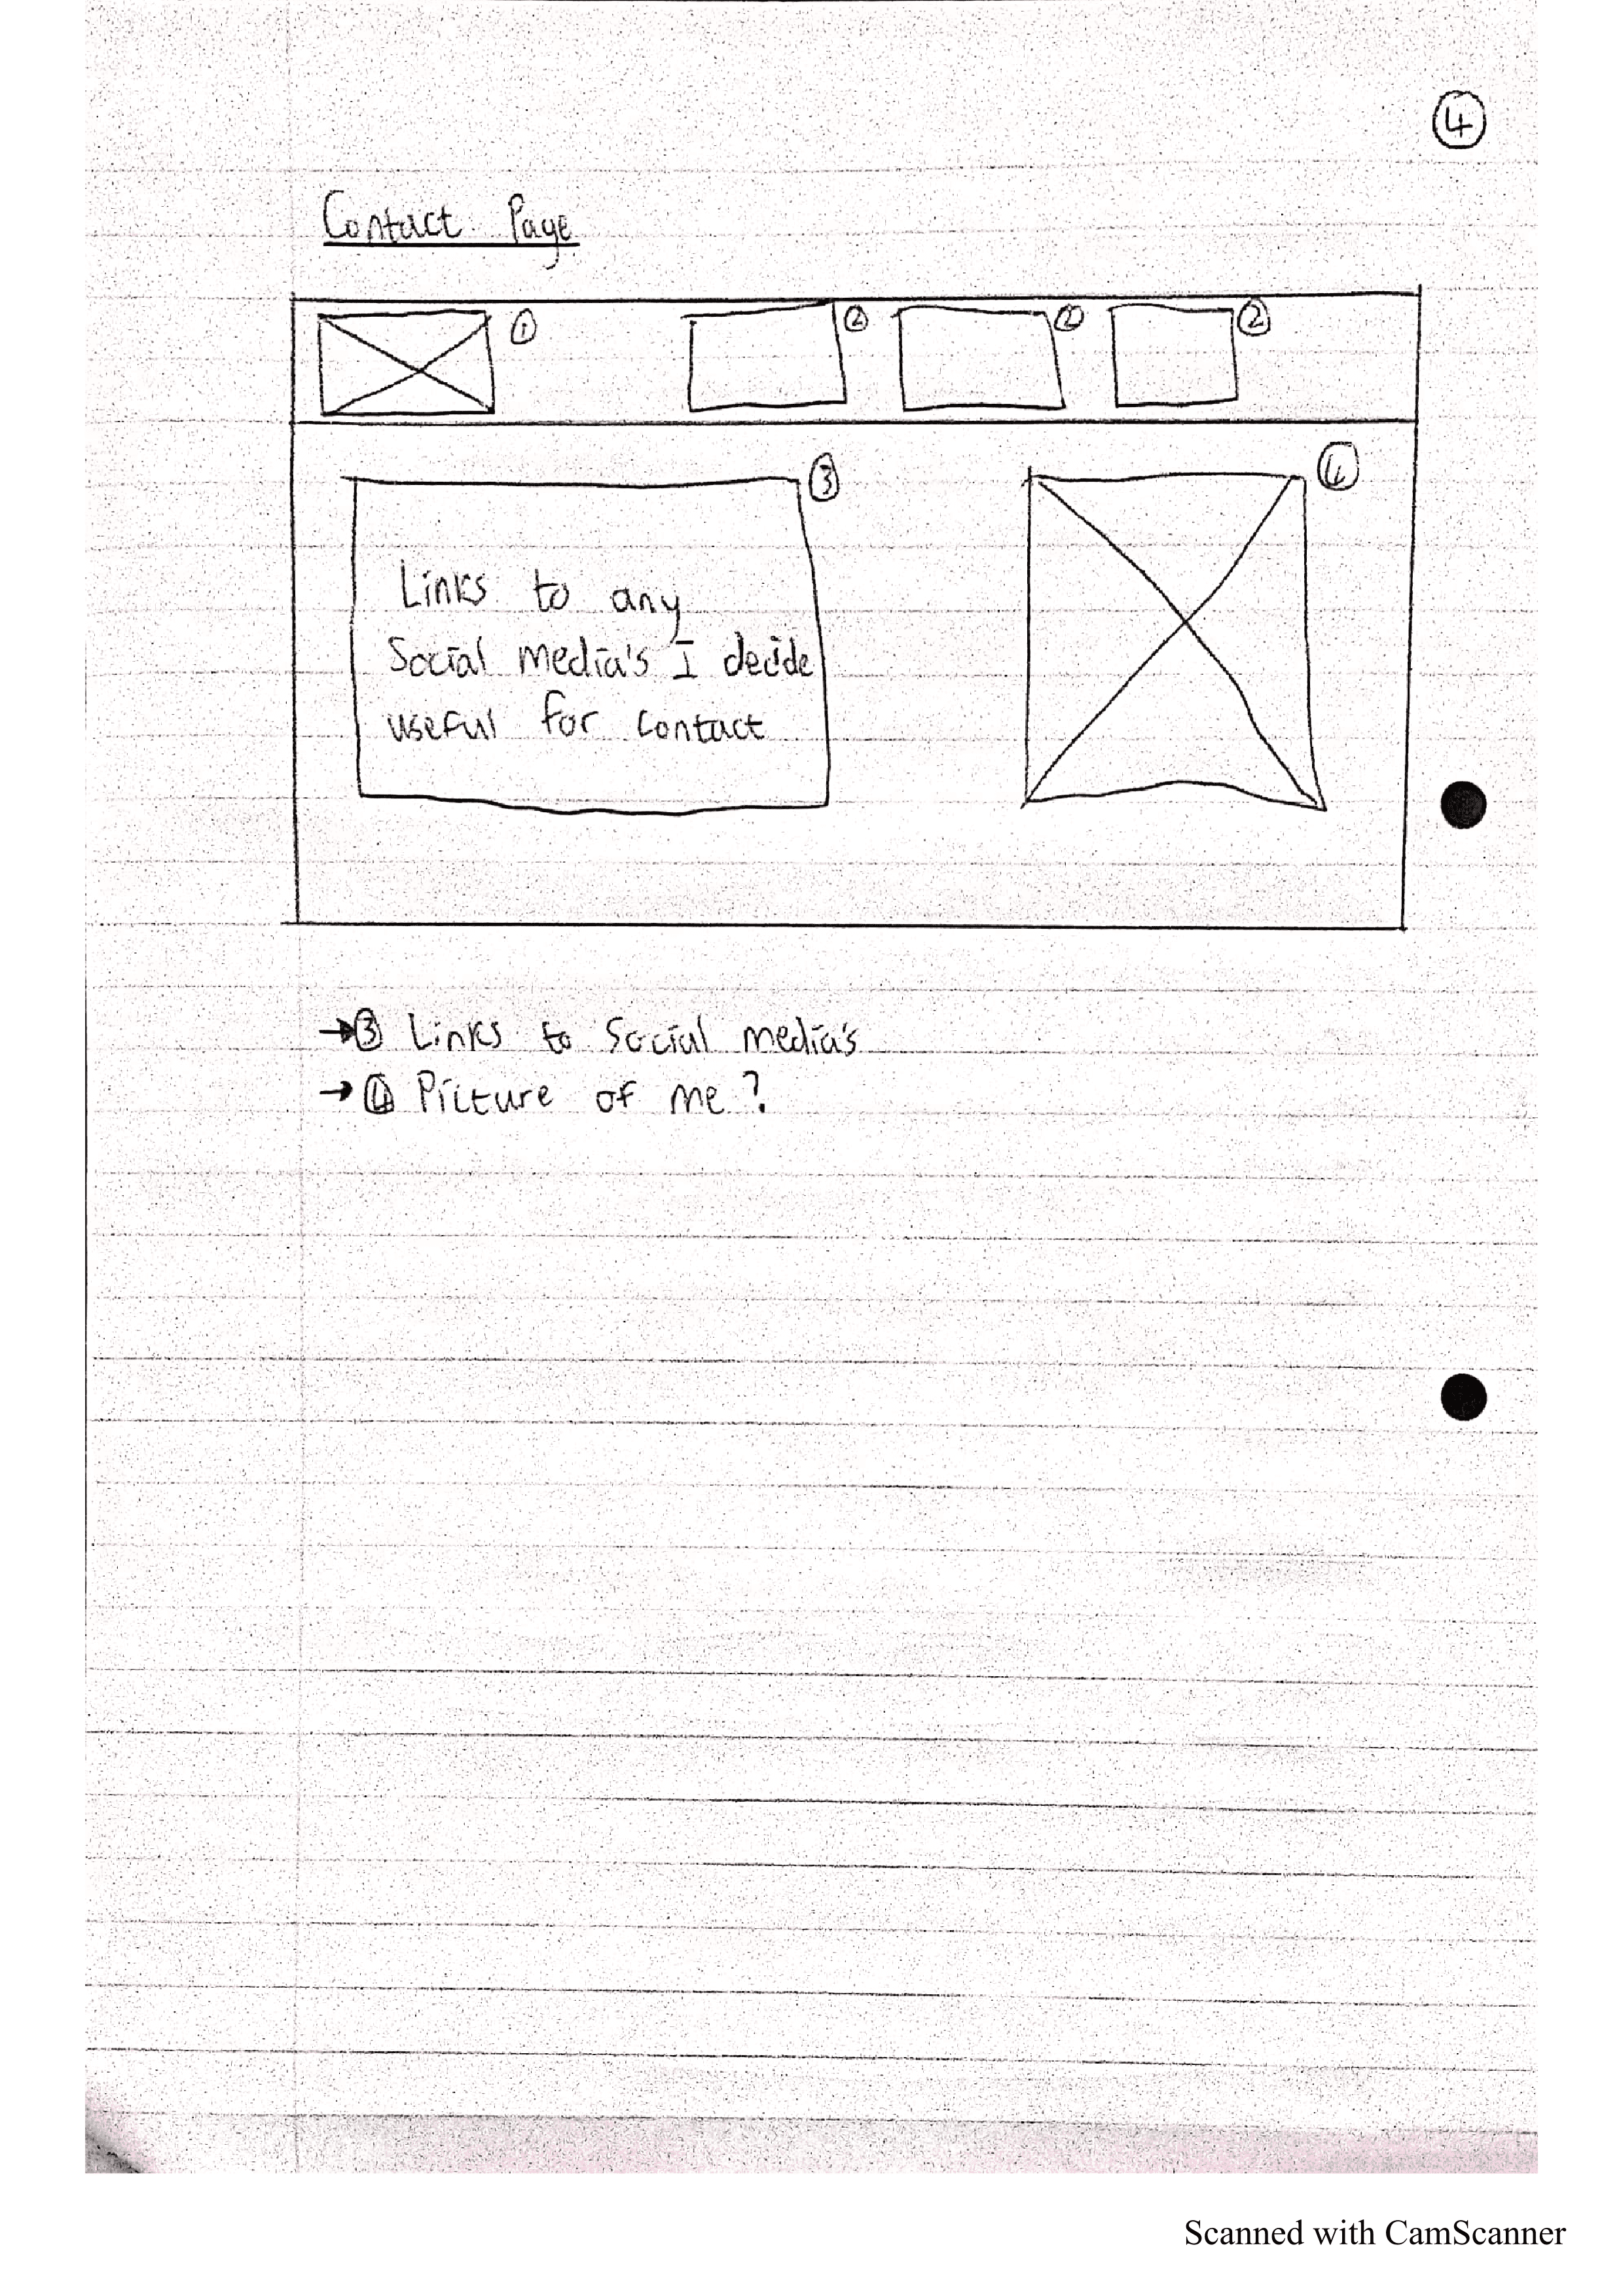 ④
Contact Page
① ② ② ②
③ ④
Links to any
Social media's I decide
useful for contact
→③ Links to Social media's
→④ Picture of me?
Scanned with CamScanner